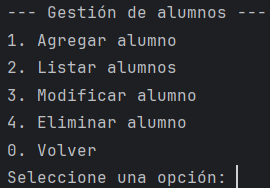 --- Gestión de alumnos ---
1. Agregar alumno
2. Listar alumnos
3. Modificar alumno
4. Eliminar alumno
0. Volver
Seleccione una opción: